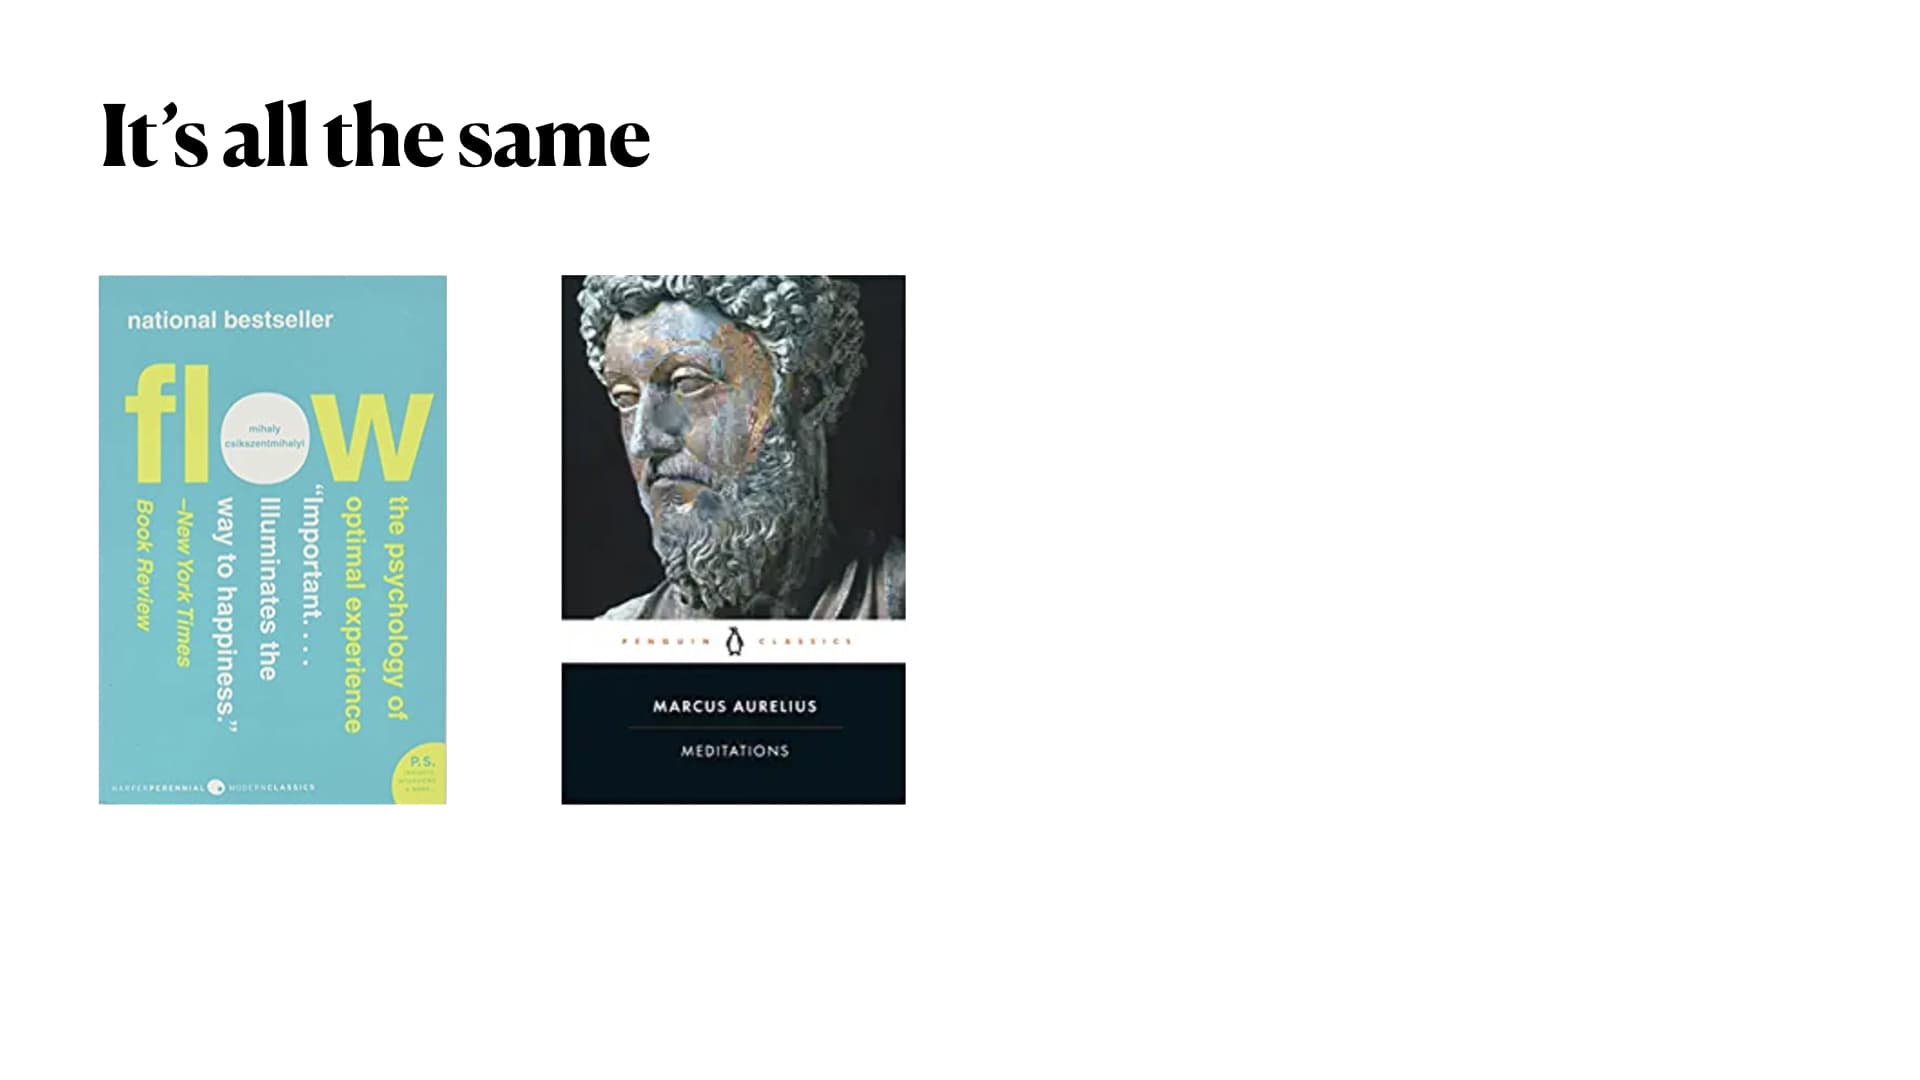 It’s all the same
national bestseller
flow
mihaly
csikszentmihalyi
the psychology of
optimal experience
“Important. . . .
Illuminates the
way to happiness.”
–New York Times
Book Review
P.S.
HARPERPERENNIAL MODERNCLASSICS
PENGUIN CLASSICS
MARCUS AURELIUS
MEDITATIONS